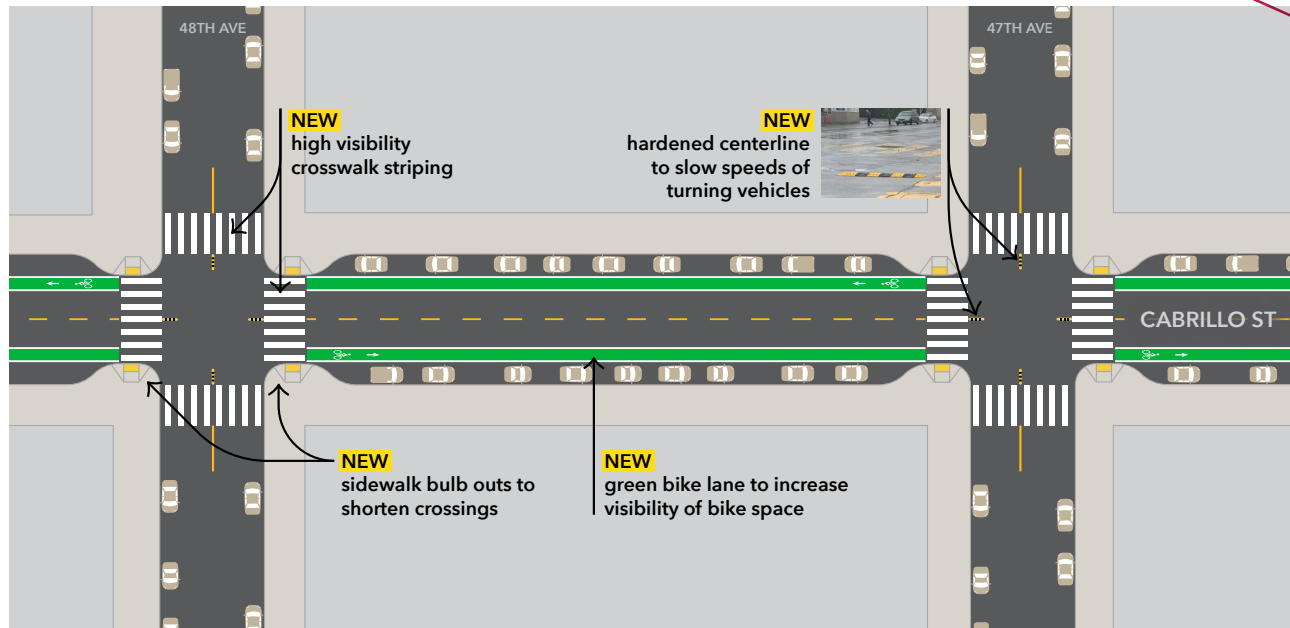 48TH AVE
47TH AVE
NEW
high visibility
crosswalk striping
NEW
hardened centerline
to slow speeds of
turning vehicles
CABRILLO ST
NEW
sidewalk bulb outs to
shorten crossings
NEW
green bike lane to increase
visibility of bike space